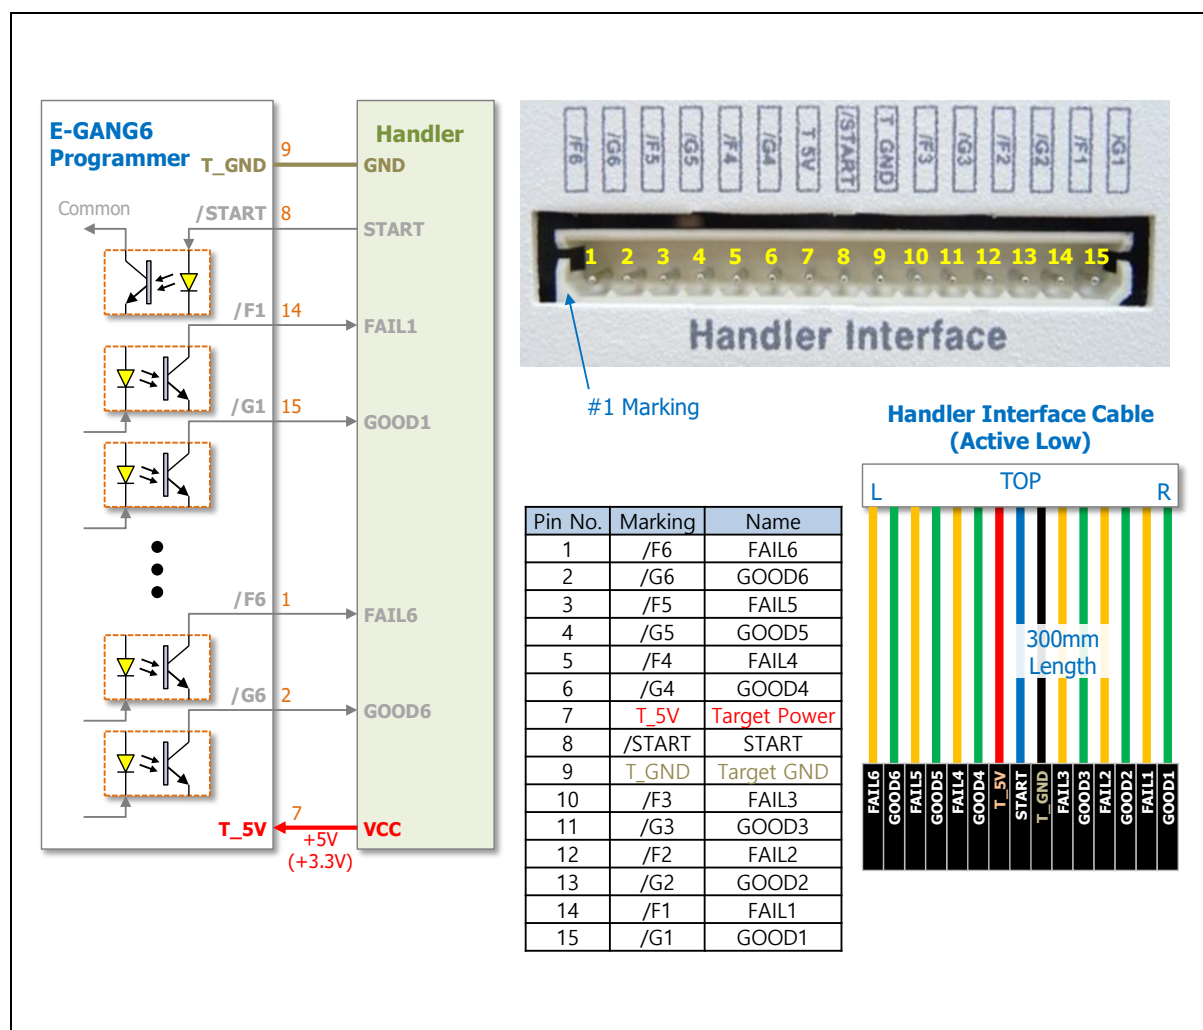 E-GANG6
Programmer
Handler
T_GND
9
GND
Common
/START
8
START
/F1
14
FAIL1
/G1
15
GOOD1
/F6
1
FAIL6
/G6
2
GOOD6
T_5V
7
VCC
+5V
(+3.3V)
/F6 /G6 /F5 /G5 /F4 /G4 T_5V /START T_GND /F3 /G3 /F2 /G2 /F1 /G1
1 2 3 4 5 6 7 8 9 10 11 12 13 14 15
Handler Interface
#1 Marking
Handler Interface Cable
(Active Low)
TOP
L R
300mm
Length
FAIL6
GOOD6
FAIL5
GOOD5
FAIL4
GOOD4
T_5V
START
T_GND
FAIL3
GOOD3
FAIL2
GOOD2
FAIL1
GOOD1
Pin No. Marking Name
1 /F6 FAIL6
2 /G6 GOOD6
3 /F5 FAIL5
4 /G5 GOOD5
5 /F4 FAIL4
6 /G4 GOOD4
7 T_5V Target Power
8 /START START
9 T_GND Target GND
10 /F3 FAIL3
11 /G3 GOOD3
12 /F2 FAIL2
13 /G2 GOOD2
14 /F1 FAIL1
15 /G1 GOOD1